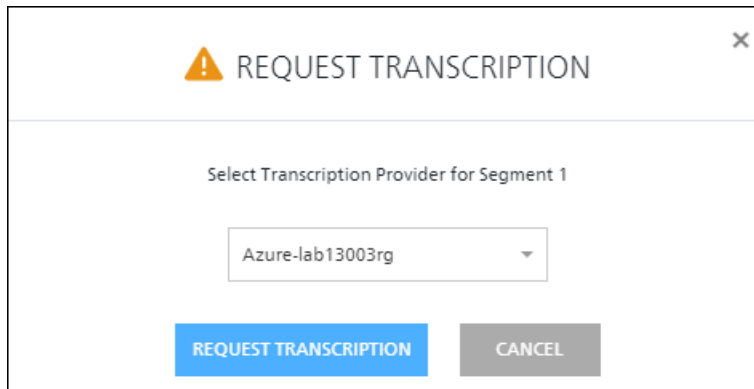 REQUEST TRANSCRIPTION
Select Transcription Provider for Segment 1
Azure-lab13003rg
REQUEST TRANSCRIPTION
CANCEL